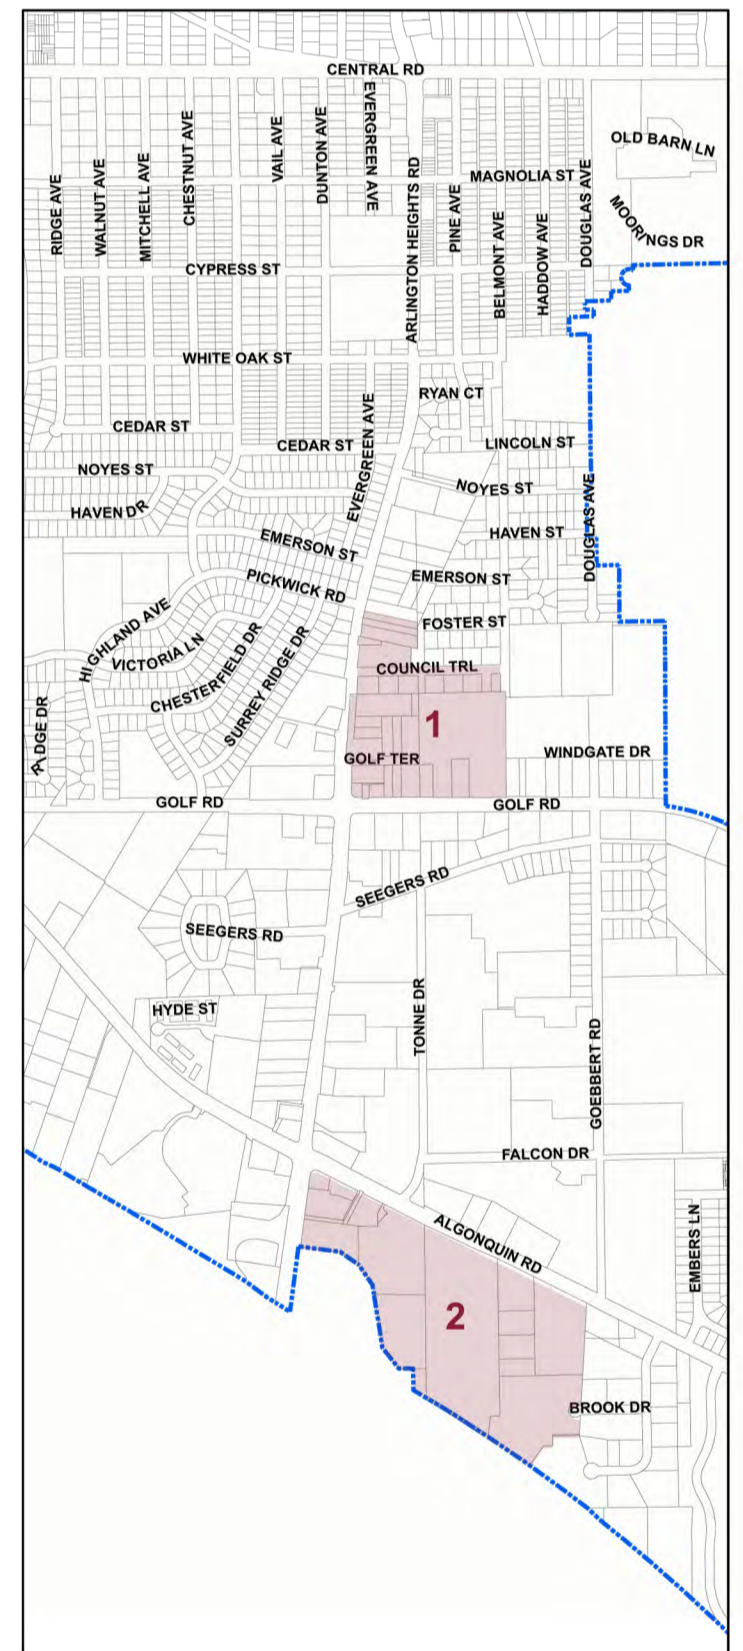 CENTRAL RD
EVERGREEN AVE
OLD BARN LN
CHESTNUT AVE
VAIL AVE
DUNTON AVE
ARLINGTON HEIGHTS RD
MAGNOLIA ST
RIDGE AVE
WALNUT AVE
MITCHELL AVE
PINE AVE
BELMONT AVE
HADDOW AVE
DOUGLAS AVE
MOORINGS DR
CYPRESS ST
WHITE OAK ST
RYAN CT
CEDAR ST
CEDAR ST
EVERGREEN AVE
LINCOLN ST
NOYES ST
NOYES ST
DOUGLAS AVE
HAVEN DR
HAVEN ST
EMERSON ST
EMERSON ST
PICKWICK RD
HIGHLAND AVE
FOSTER ST
VICTORIA LN
CHESTERFIELD DR
SURREY RIDGE DR
COUNCIL TRL
1
GOLF TER
WINDGATE DR
GOLF RD
GOLF RD
SEEGERS RD
SEEGERS RD
HYDE ST
TONNE DR
GOEBBERT RD
FALCON DR
ALGONQUIN RD
EMBERS LN
2
BROOK DR